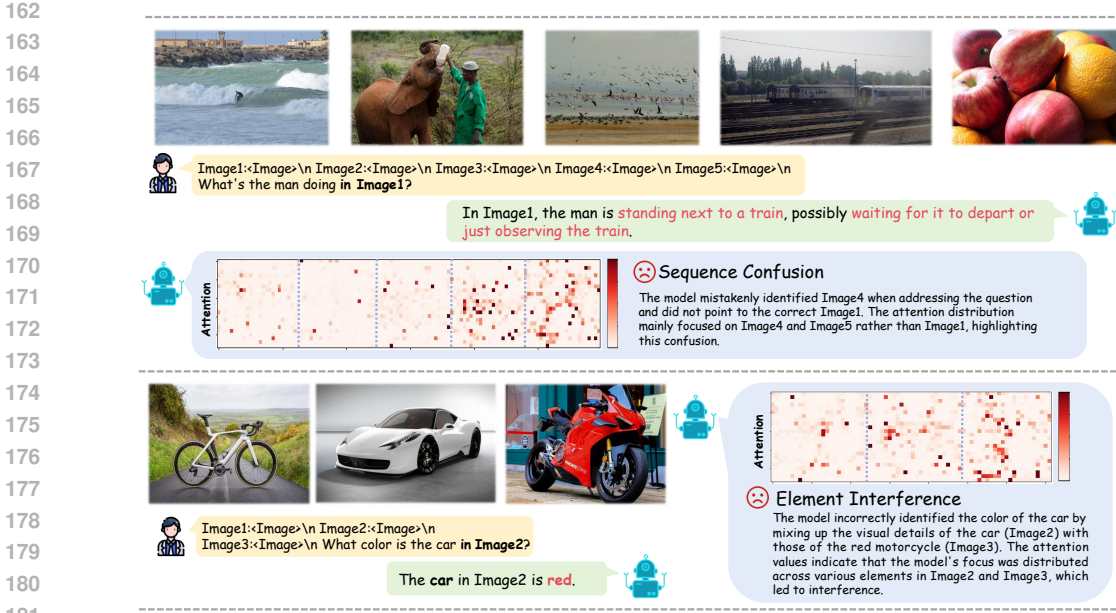 162
163
164
165
166
167
168
169
170
171
172
173
174
175
176
177
178
179
180
Image1:<Image>\n Image2:<Image>\n Image3:<Image>\n Image4:<Image>\n Image5:<Image>\n
What's the man doing in Image1?
In Image1, the man is standing next to a train, possibly waiting for it to depart or
just observing the train.
Attention
Sequence Confusion
The model mistakenly identified Image4 when addressing the question
and did not point to the correct Image1. The attention distribution
mainly focused on Image4 and Image5 rather than Image1, highlighting
this confusion.
Image1:<Image>\n Image2:<Image>\n
Image3:<Image>\n What color is the car in Image2?
The car in Image2 is red.
Attention
Element Interference
The model incorrectly identified the color of the car by
mixing up the visual details of the car (Image2) with
those of the red motorcycle (Image3). The attention
values indicate that the model's focus was distributed
across various elements in Image2 and Image3, which
led to interference.